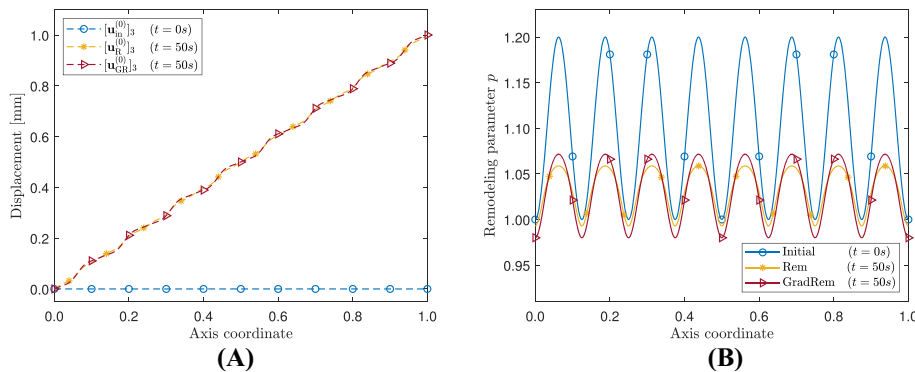 [u_in^(0)]_3 (t = 0s)
[u_R^(0)]_3 (t = 50s)
[u_GR^(0)]_3 (t = 50s)
Displacement [mm]
1.0
0.8
0.6
0.4
0.2
0.0
0.0 0.2 0.4 0.6 0.8 1.0
Axis coordinate
(A)
Remodeling parameter p
1.20
1.15
1.10
1.05
1.00
0.95
Initial (t = 0s)
Rem (t = 50s)
GradRem (t = 50s)
0.0 0.2 0.4 0.6 0.8 1.0
Axis coordinate
(B)